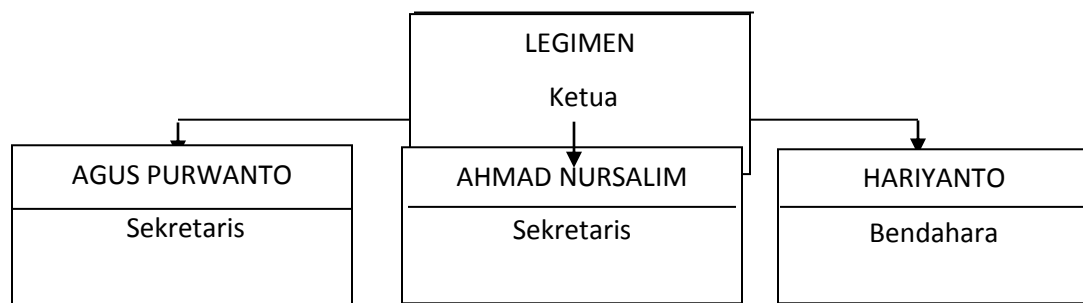 LEGIMEN
Ketua
AGUS PURWANTO
Sekretaris
AHMAD NURSALIM
Sekretaris
HARIYANTO
Bendahara